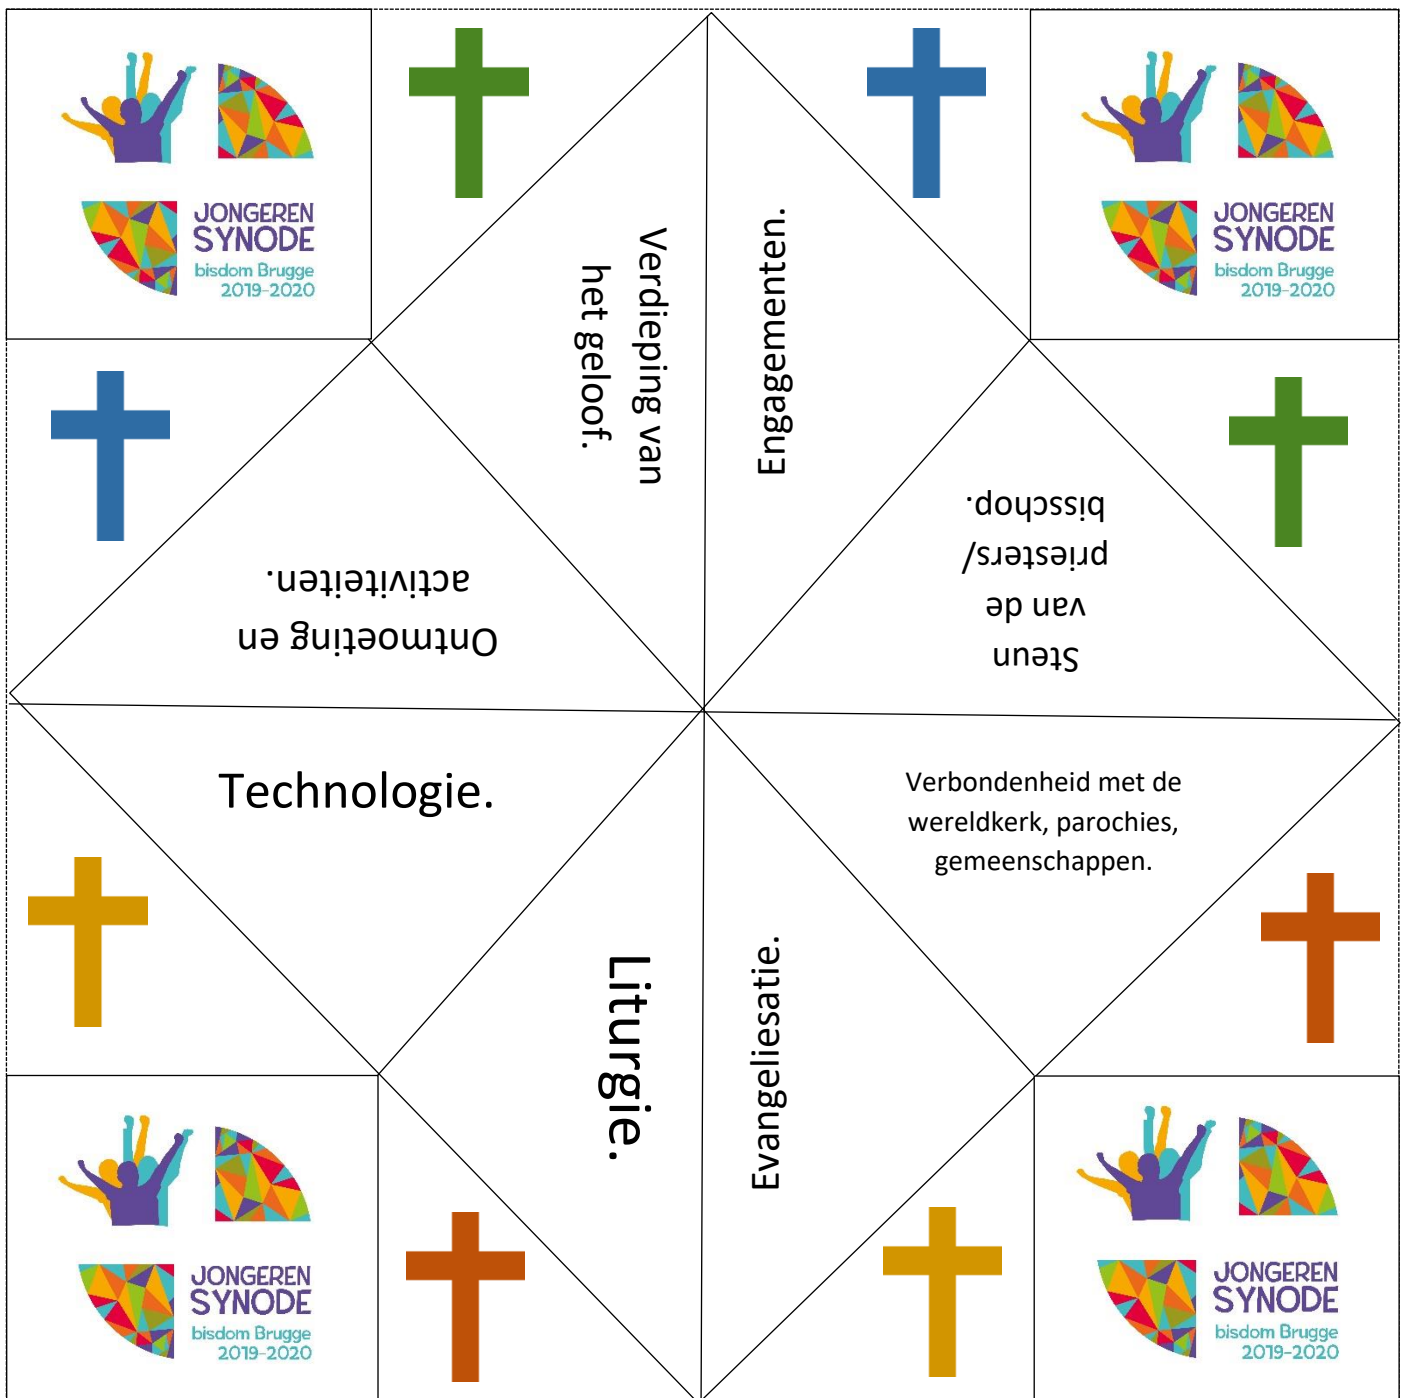 JONGEREN
SYNODE
bisdom Brugge
2019-2020
JONGEREN
SYNODE
bisdom Brugge
2019-2020
Verdieping van
het geloof.
Engagementen.
Ontmoeting en
activiteiten.
Steun
van de
priesters/
bisschop.
Technologie.
Verbondenheid met de
wereldkerk, parochies,
gemeenschappen.
Liturgie.
Evangeliesatie.
JONGEREN
SYNODE
bisdom Brugge
2019-2020
JONGEREN
SYNODE
bisdom Brugge
2019-2020